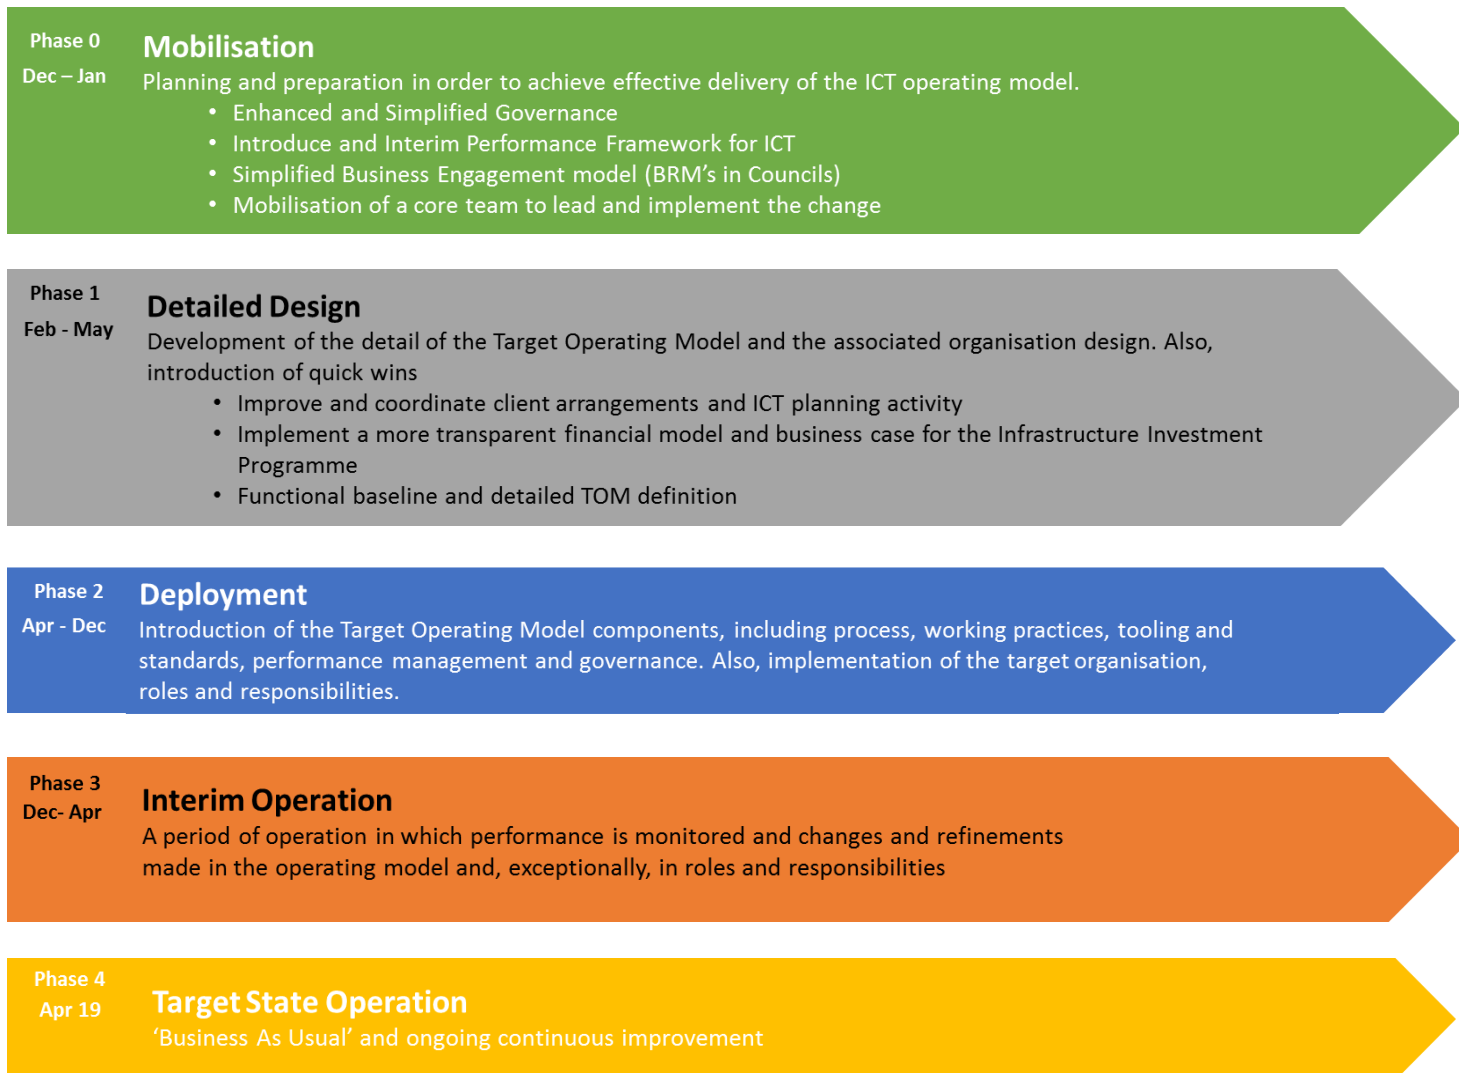 Phase 0
Dec – Jan
Mobilisation
Planning and preparation in order to achieve effective delivery of the ICT operating model.
• Enhanced and Simplified Governance
• Introduce and Interim Performance Framework for ICT
• Simplified Business Engagement model (BRM's in Councils)
• Mobilisation of a core team to lead and implement the change
Phase 1
Feb - May
Detailed Design
Development of the detail of the Target Operating Model and the associated organisation design. Also,
introduction of quick wins
• Improve and coordinate client arrangements and ICT planning activity
• Implement a more transparent financial model and business case for the Infrastructure Investment
Programme
• Functional baseline and detailed TOM definition
Phase 2
Apr - Dec
Deployment
Introduction of the Target Operating Model components, including process, working practices, tooling and
standards, performance management and governance. Also, implementation of the target organisation,
roles and responsibilities.
Phase 3
Dec- Apr
Interim Operation
A period of operation in which performance is monitored and changes and refinements
made in the operating model and, exceptionally, in roles and responsibilities
Phase 4
Apr 19
Target State Operation
‘Business As Usual’ and ongoing continuous improvement